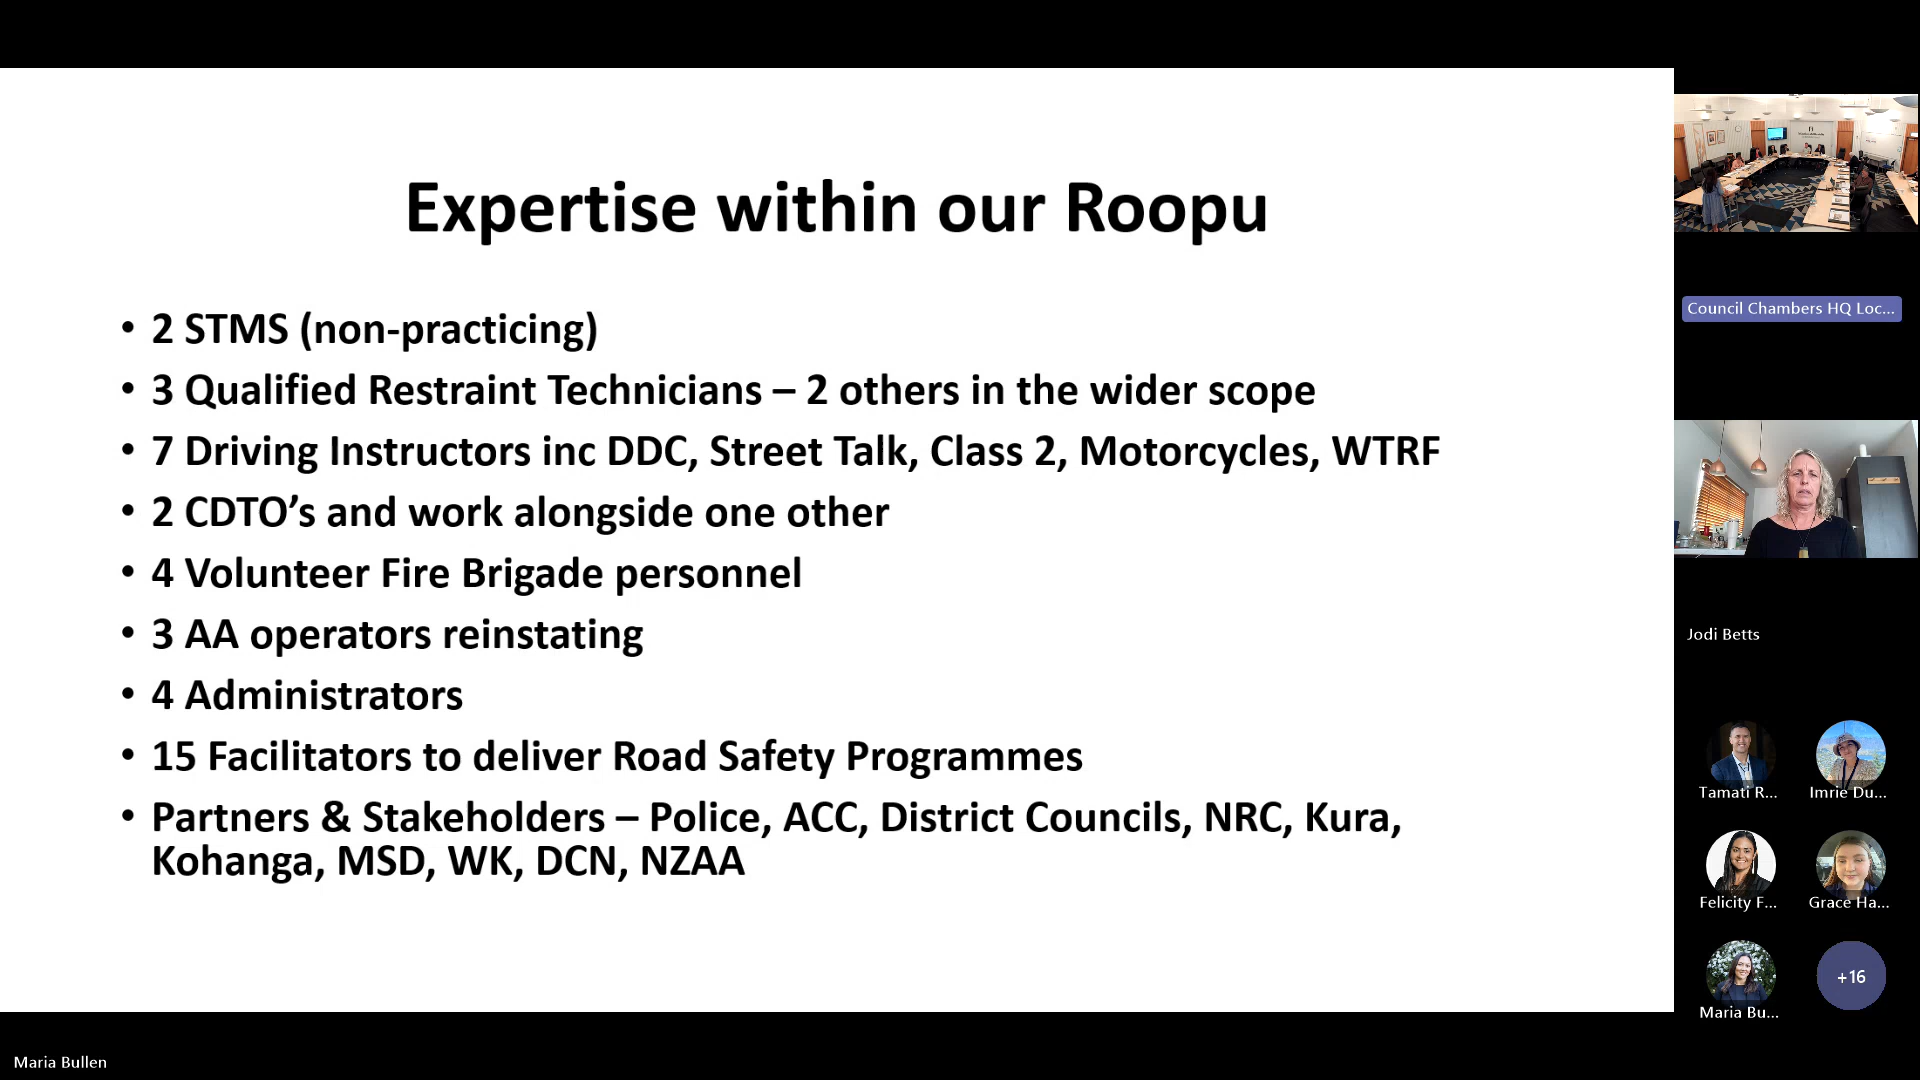 Expertise within our Roopu
• 2 STMS (non-practicing)
• 3 Qualified Restraint Technicians – 2 others in the wider scope
• 7 Driving Instructors inc DDC, Street Talk, Class 2, Motorcycles, WTRF
• 2 CDTO’s and work alongside one other
• 4 Volunteer Fire Brigade personnel
• 3 AA operators reinstating
• 4 Administrators
• 15 Facilitators to deliver Road Safety Programmes
• Partners & Stakeholders – Police, ACC, District Councils, NRC, Kura,
Kohanga, MSD, WK, DCN, NZAA
Council Chambers HQ Loc...
Jodi Betts
Tamati R...
Imrie Du...
Felicity F...
Grace Ha...
Maria Bu...
+16
Maria Bullen